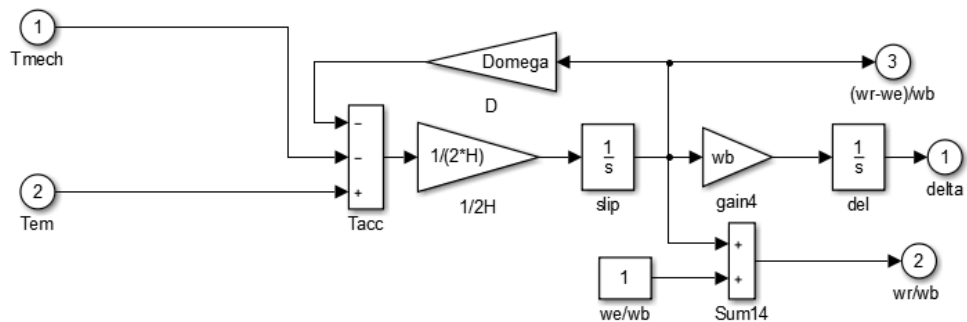 1
Tmech
Domega
D
3
(wr-we)/wb
−
−
+
Tacc
1/(2*H)
1/2H
1
s
slip
wb
gain4
1
s
del
1
delta
2
Tem
1
we/wb
+
+
Sum14
2
wr/wb